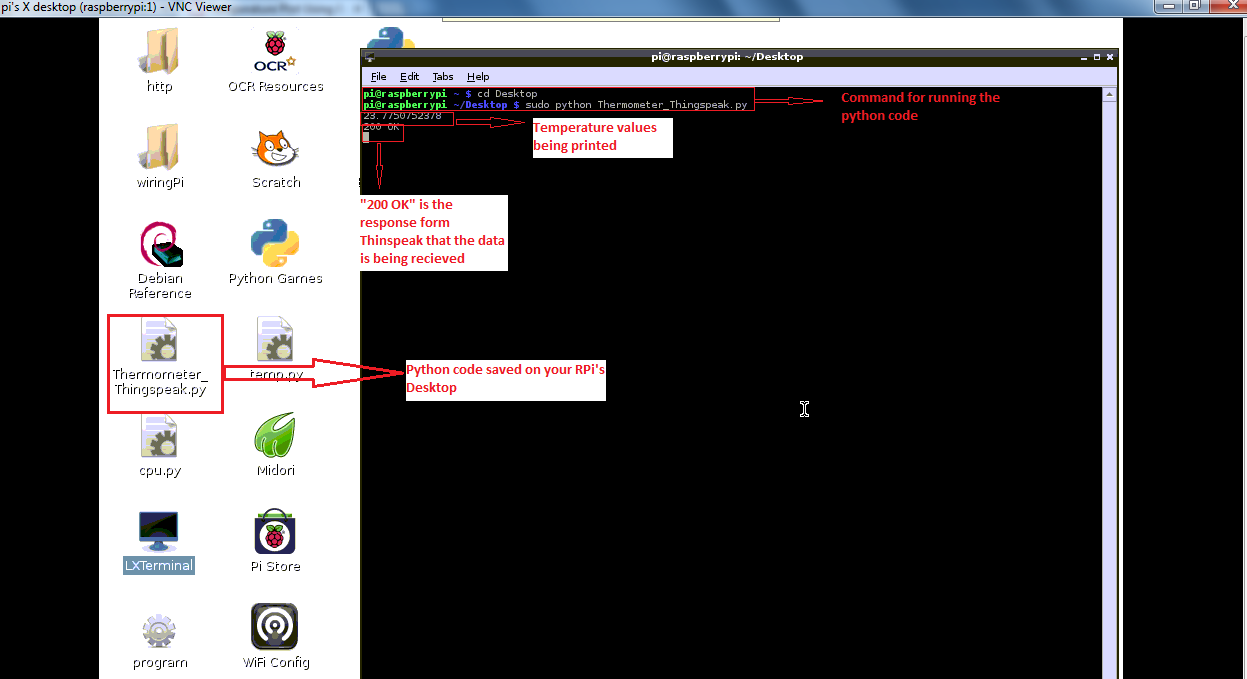 pi's X desktop (raspberrypi:1) - VNC Viewer
http
OCR
OCR Resources
wiringPi
Scratch
Debian
Reference
Python Games
Thermometer_
Thingspeak.py
temp.py
cpu.py
Midori
LXTerminal
Pi Store
program
WiFi Config
pi@raspberrypi: ~/Desktop
File Edit Tabs Help
pi@raspberrypi ~ $ cd Desktop
pi@raspberrypi ~/Desktop $ sudo python Thermometer_Thingspeak.py
23.7750752378
200 OK
Command for running the
python code
Temperature values
being printed
"200 OK" is the
response form
Thinspeak that the data
is being recieved
Python code saved on your RPi's
Desktop